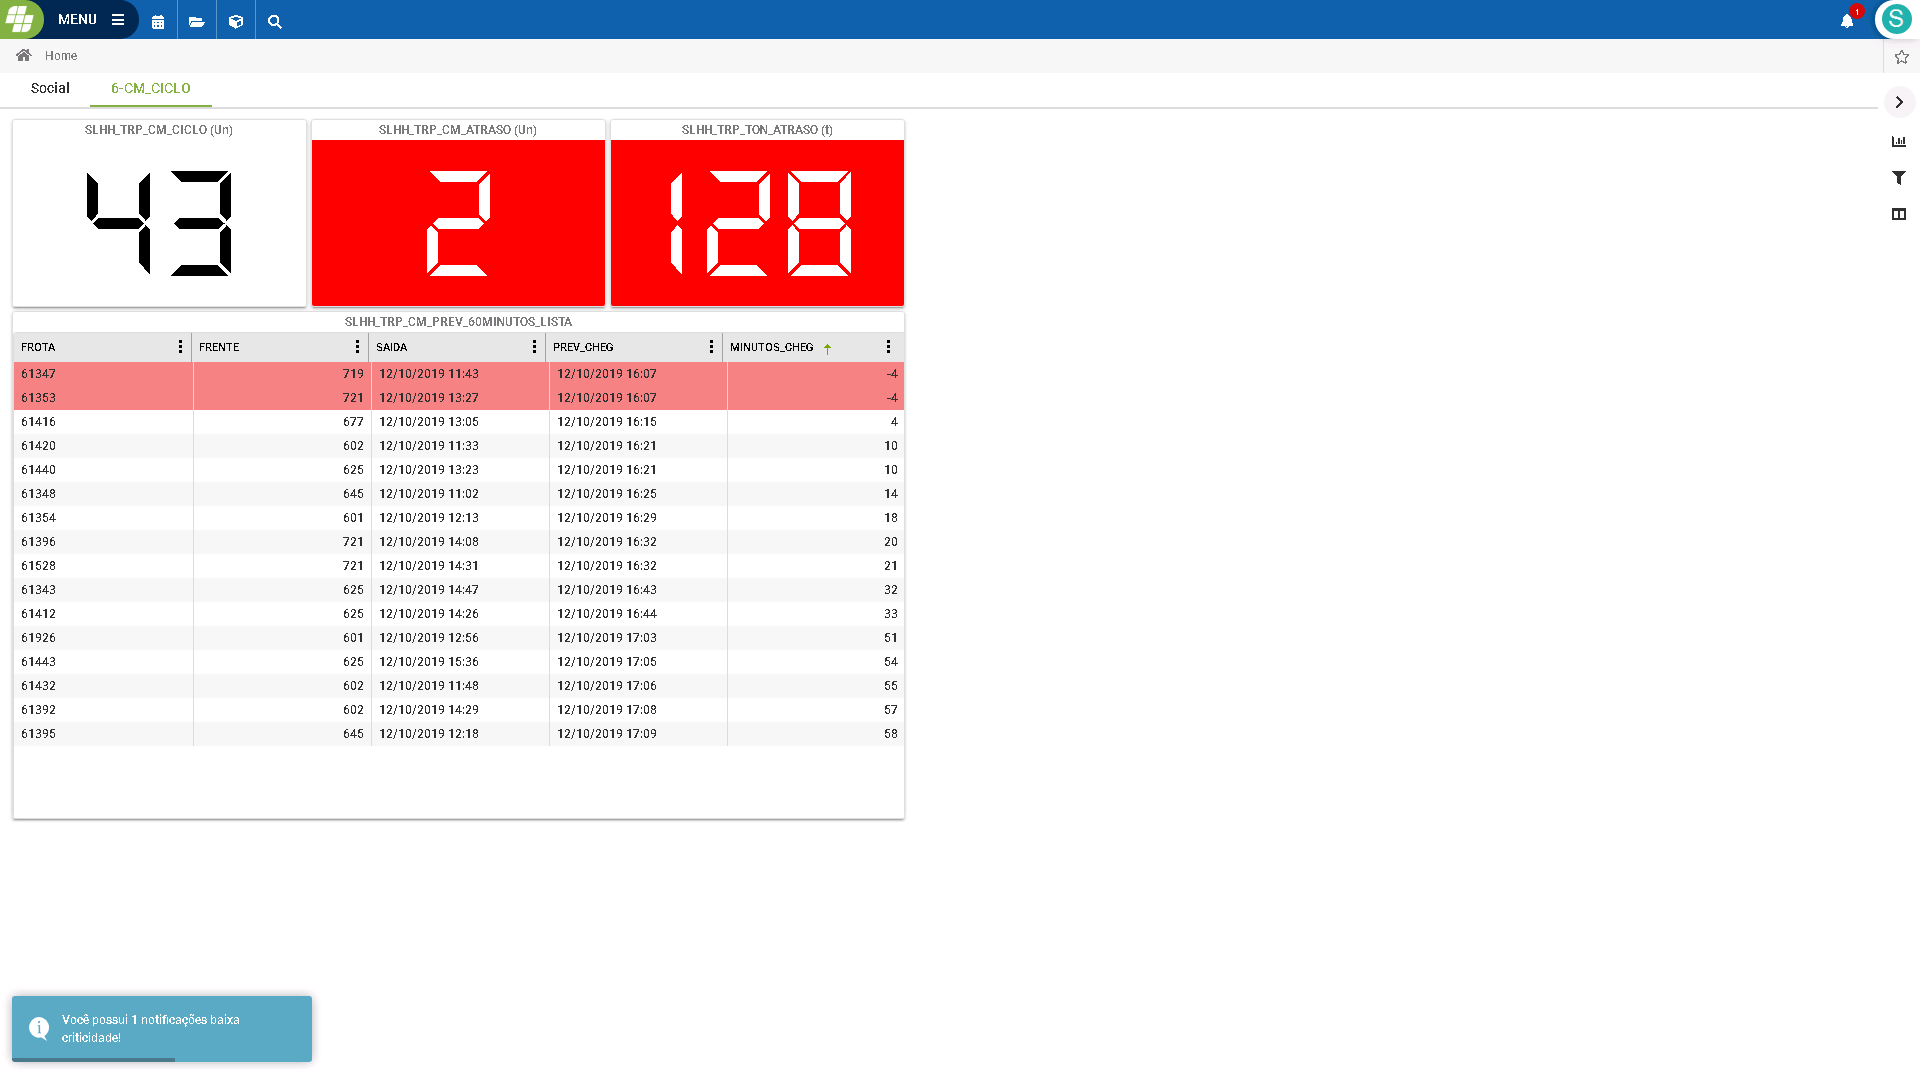 MENU
1
S
Home
Social 6-CM_CICLO
SLHH_TRP_CM_CICLO (Un) SLHH_TRP_CM_ATRASO (Un) SLHH_TRP_TON_ATRASO (t)
43 2 128
SLHH_TRP_CM_PREV_60MINUTOS_LISTA
FROTA FRENTE SAIDA PREV_CHEG MINUTOS_CHEG
61347 719 12/10/2019 11:43 12/10/2019 16:07 -4
61353 721 12/10/2019 13:27 12/10/2019 16:07 -4
61416 677 12/10/2019 13:05 12/10/2019 16:15 4
61420 602 12/10/2019 11:33 12/10/2019 16:21 10
61440 625 12/10/2019 13:23 12/10/2019 16:21 10
61348 645 12/10/2019 11:02 12/10/2019 16:25 14
61354 601 12/10/2019 12:13 12/10/2019 16:29 18
61396 721 12/10/2019 14:08 12/10/2019 16:32 20
61528 721 12/10/2019 14:31 12/10/2019 16:32 21
61343 625 12/10/2019 14:47 12/10/2019 16:43 32
61412 625 12/10/2019 14:26 12/10/2019 16:44 33
61926 601 12/10/2019 12:56 12/10/2019 17:03 51
61443 625 12/10/2019 15:36 12/10/2019 17:05 54
61432 602 12/10/2019 11:48 12/10/2019 17:06 55
61392 602 12/10/2019 14:29 12/10/2019 17:08 57
61395 645 12/10/2019 12:18 12/10/2019 17:09 58
Você possui 1 notificações baixa
criticidade!